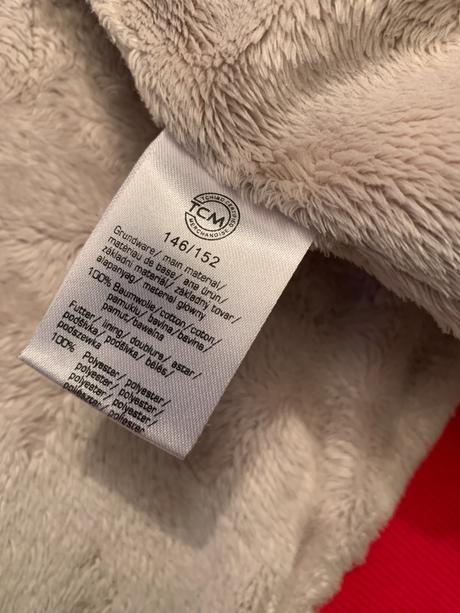 TCHIBO CERTIFIED
TCM
MERCHANDISE
146/152
Grundware/ main material/
matériau de base/ ana ürün/
základní materiál/ základný tovar/
alapanyag/ materiał główny
100% Baumwolle/cotton/coton/
pamuklu/ bavlna/ bavlna/
pamut/bawełna
Futter/ lining/ doublure/ astar/
podšívka/ podšívka/ bélés/
podszewka
100% Polyester/ polyester/
polyester/ polyester/
polyester/ polyester/
poliészter/ poliester